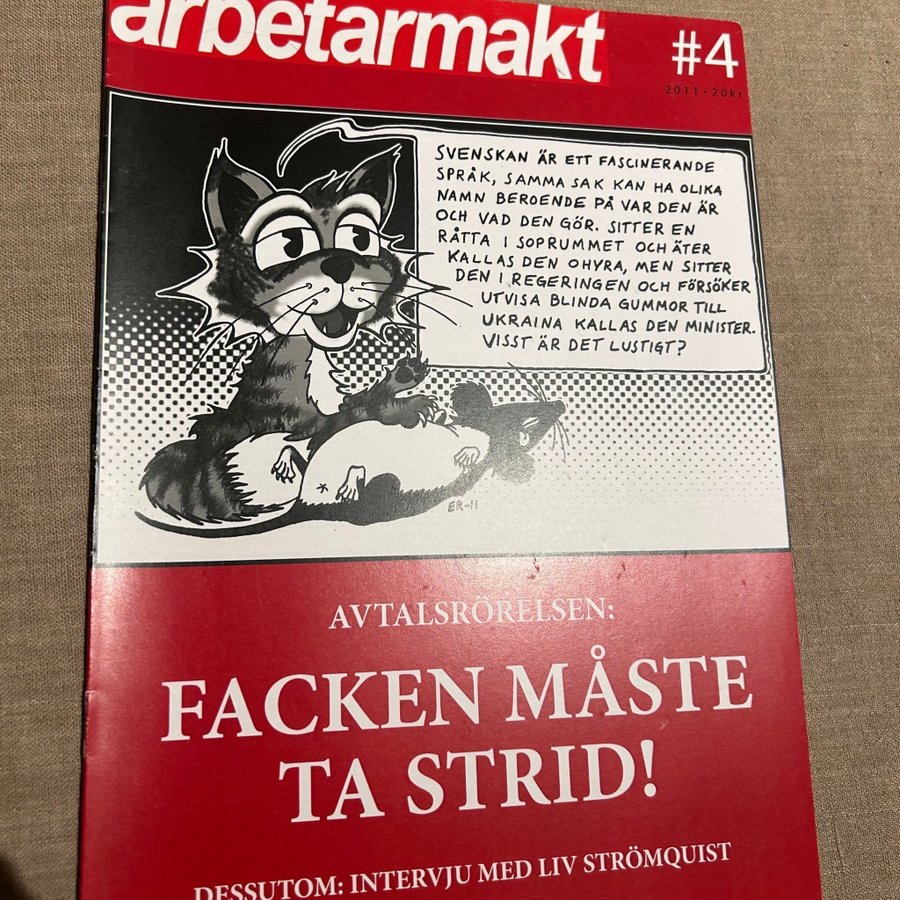 arbetarmakt
#4
2011 • 20kr
SVENSKAN ÄR ETT FASCINERANDE
SPRÅK, SAMMA SAK KAN HA OLIKA
NAMN BEROENDE PÅ VAR DEN ÄR
OCH VAD DEN GÖR. SITTER EN
RÅTTA I SOPRUMMET OCH ÄTER
KALLAS DEN OHYRA, MEN SITTER
DEN I REGERINGEN OCH FÖRSÖKER
UTVISA BLINDA GUMMOR TILL
UKRAINA KALLAS DEN MINISTER.
VISST ÄR DET LUSTIGT?
ER-11
AVTALSRÖRELSEN:
FACKEN MÅSTE
TA STRID!
DESSUTOM: INTERVJU MED LIV STRÖMQUIST